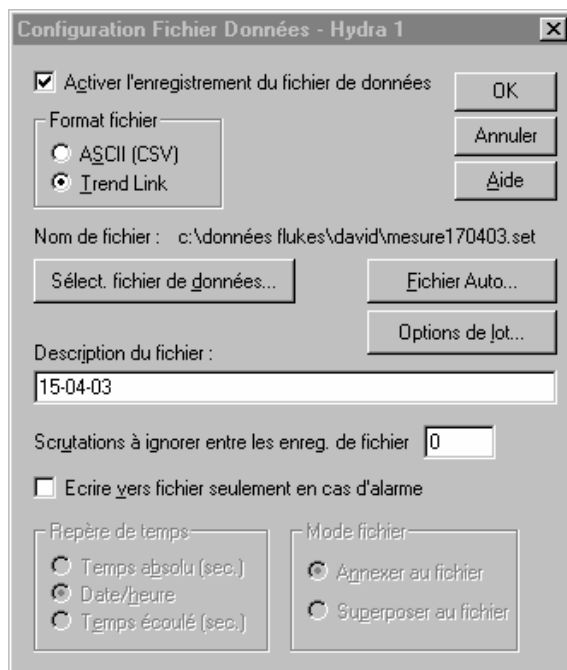 Configuration Fichier Données - Hydra 1
Activer l'enregistrement du fichier de données
OK
Format fichier
Annuler
ASCII (CSV)
Trend Link
Aide
Nom de fichier : c:\données flukes\david\mesure170403.set
Sélect. fichier de données...
Fichier Auto...
Options de lot...
Description du fichier :
15-04-03
Scrutations à ignorer entre les enreg. de fichier 0
Ecrire vers fichier seulement en cas d'alarme
Repère de temps
Mode fichier
Temps absolu (sec.)
Annexer au fichier
Date/heure
Superposer au fichier
Temps écoulé (sec.)